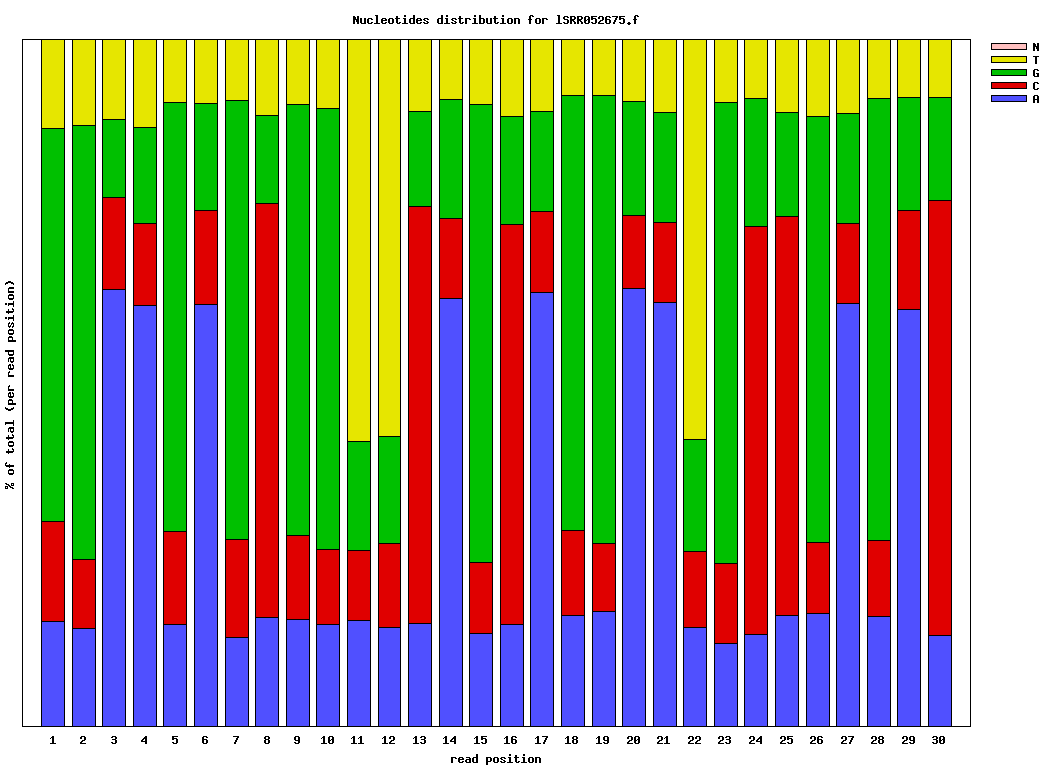 Nucleotides distribution for lSRR052675.f
N
T
G
C
A
% of total (per read position)
1 2 3 4 5 6 7 8 9 10 11 12 13 14 15 16 17 18 19 20 21 22 23 24 25 26 27 28 29 30
read position